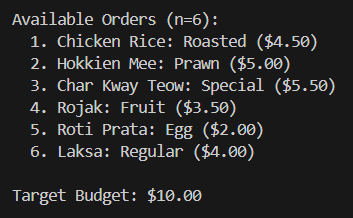 Available Orders (n=6):
1. Chicken Rice: Roasted ($4.50)
2. Hokkien Mee: Prawn ($5.00)
3. Char Kway Teow: Special ($5.50)
4. Rojak: Fruit ($3.50)
5. Roti Prata: Egg ($2.00)
6. Laksa: Regular ($4.00)
Target Budget: $10.00